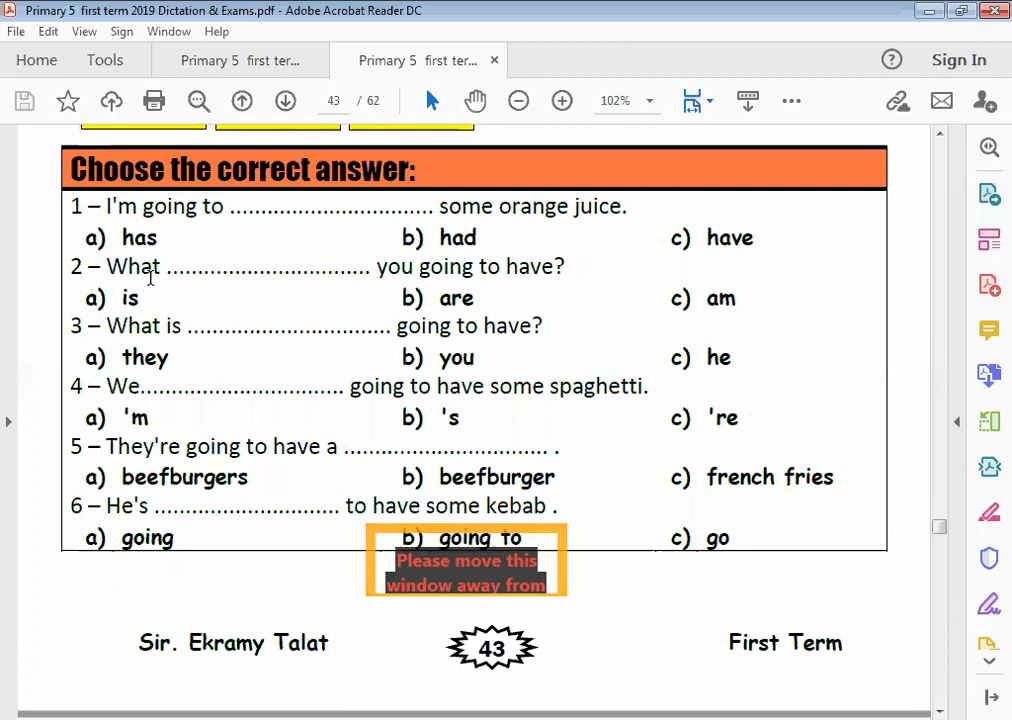 Primary 5 first term 2019 Dictation & Exams.pdf - Adobe Acrobat Reader DC
File Edit View Sign Window Help
Home Tools Primary 5 first ter... Primary 5 first ter... × Sign In
43 / 62 102%
Choose the correct answer:
1 – I'm going to ................................. some orange juice.
a) has b) had c) have
2 – What ................................. you going to have?
a) is b) are c) am
3 – What is ................................. going to have?
a) they b) you c) he
4 – We................................. going to have some spaghetti.
a) 'm b) 's c) 're
5 – They're going to have a ................................. .
a) beefburgers b) beefburger c) french fries
6 – He's .............................. to have some kebab .
a) going b) going to c) go
Please move this
window away from
Sir. Ekramy Talat 43 First Term